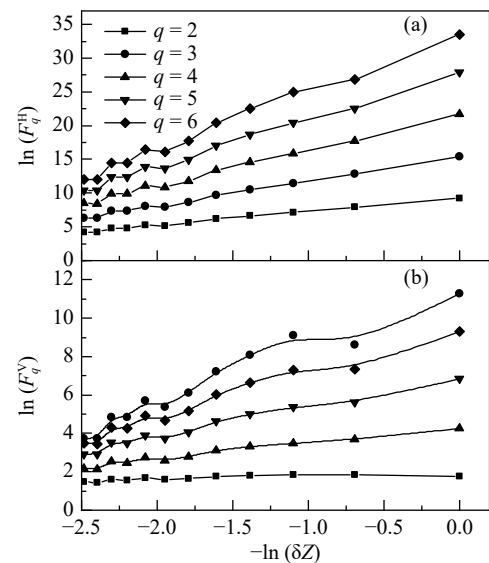 35
(a)
30
25
20
15
10
5
0
ln (F_q^H)
q = 2
q = 3
q = 4
q = 5
q = 6
12
(b)
10
8
6
4
2
0
ln (F_q^V)
−2.5 −2.0 −1.5 −1.0 −0.5 0.0
−ln (δZ)